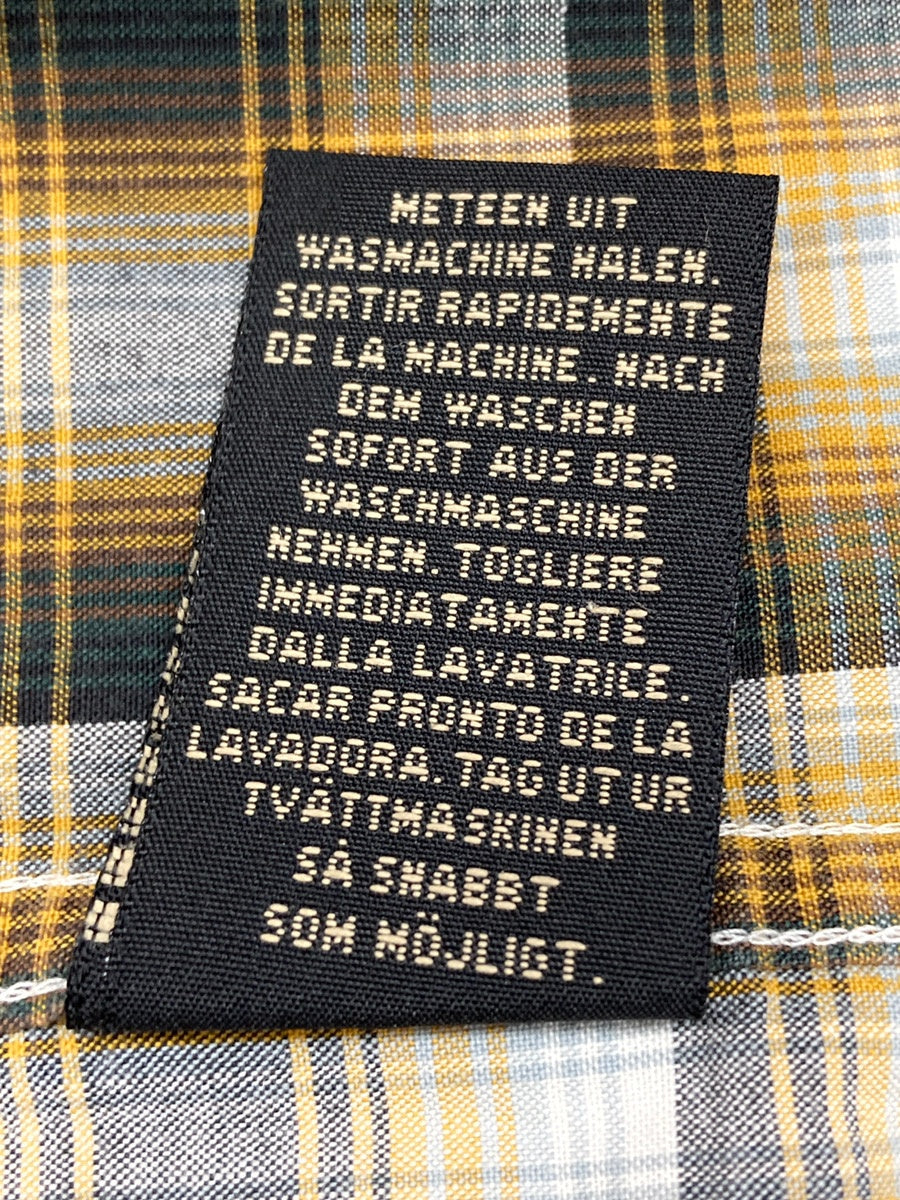 METEEN UIT
WASMACHINE HALEN.
SORTIR RAPIDEMENTE
DE LA MACHINE. NACH
DEM WASCHEN
SOFORT AUS DER
WASCHMASCHINE
NEHMEN. TOGLIERE
IMMEDIATAMENTE
DALLA LAVATRICE.
SACAR PRONTO DE LA
LAVADORA. TAG UT UR
TVÄTTMASKINEN
SÅ SNABBT
SOM MÖJLIGT.